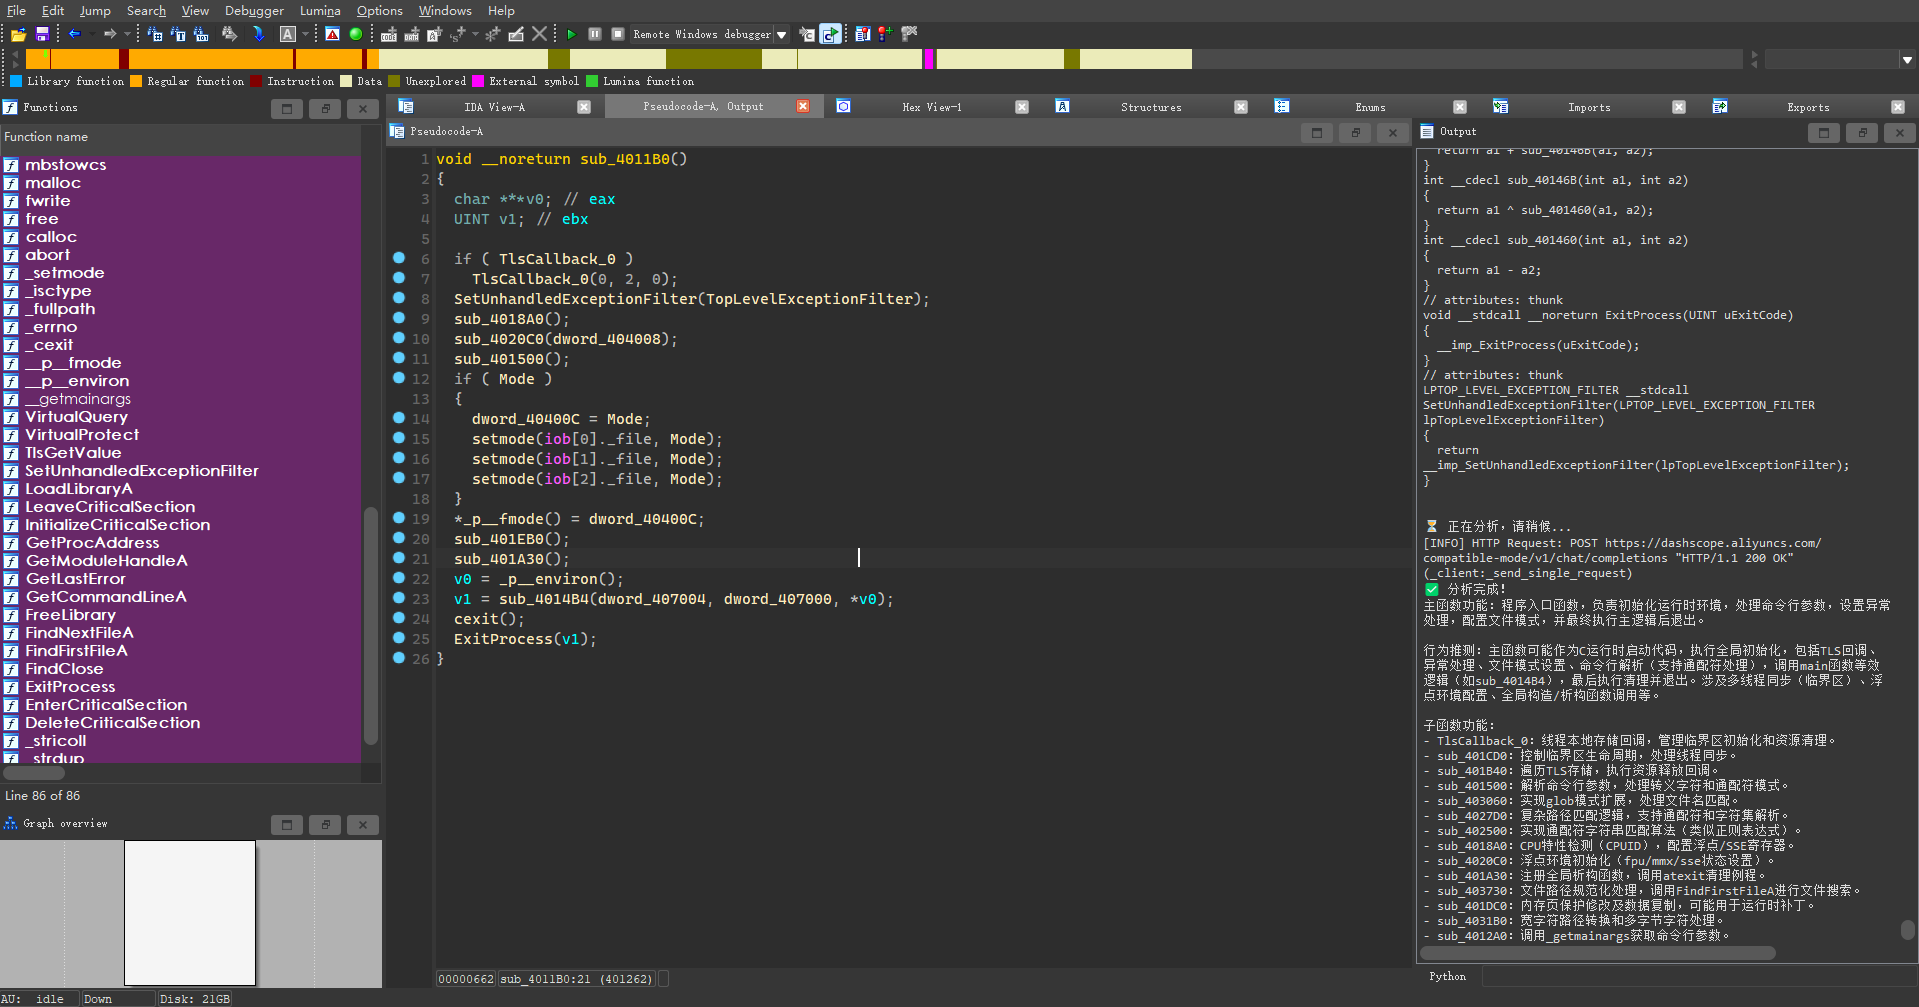 File Edit Jump Search View Debugger Lumina Options Windows Help
Remote Windows debugger
Library function Regular function Instruction Data Unexplored External symbol Lumina function
Functions
Function name
mbstowcs
malloc
fwrite
free
calloc
abort
_setmode
_isctype
_fullpath
_errno
_cexit
__p__fmode
__p__environ
__getmainargs
VirtualQuery
VirtualProtect
TlsGetValue
SetUnhandledExceptionFilter
LoadLibraryA
LeaveCriticalSection
InitializeCriticalSection
GetProcAddress
GetModuleHandleA
GetLastError
GetCommandLineA
FreeLibrary
FindNextFileA
FindFirstFileA
FindClose
ExitProcess
EnterCriticalSection
DeleteCriticalSection
_stricoll
_strdup
Line 86 of 86
Graph overview
AU: idle Down Disk: 21GB
IDA View-A Pseudocode-A, Output Hex View-1 Structures Enums Imports Exports
Pseudocode-A
1 void __noreturn sub_4011B0()
2 {
3 char ***v0; // eax
4 UINT v1; // ebx
5
6 if ( TlsCallback_0 )
7 TlsCallback_0(0, 2, 0);
8 SetUnhandledExceptionFilter(TopLevelExceptionFilter);
9 sub_4018A0();
10 sub_4020C0(dword_404008);
11 sub_401500();
12 if ( Mode )
13 {
14 dword_40400C = Mode;
15 setmode(iob[0]._file, Mode);
16 setmode(iob[1]._file, Mode);
17 setmode(iob[2]._file, Mode);
18 }
19 *_p__fmode() = dword_40400C;
20 sub_401EB0();
21 sub_401A30();
22 v0 = _p__environ();
23 v1 = sub_4014B4(dword_407004, dword_407000, *v0);
24 cexit();
25 ExitProcess(v1);
26 }
00000662 sub_4011B0:21 (401262)
Output
return a1 + sub_40146B(a1, a2);
}
int __cdecl sub_40146B(int a1, int a2)
{
return a1 ^ sub_401460(a1, a2);
}
int __cdecl sub_401460(int a1, int a2)
{
return a1 - a2;
}
// attributes: thunk
void __stdcall __noreturn ExitProcess(UINT uExitCode)
{
__imp_ExitProcess(uExitCode);
}
// attributes: thunk
LPTOP_LEVEL_EXCEPTION_FILTER __stdcall
SetUnhandledExceptionFilter(LPTOP_LEVEL_EXCEPTION_FILTER
lpTopLevelExceptionFilter)
{
return
__imp_SetUnhandledExceptionFilter(lpTopLevelExceptionFilter);
}
⏳ 正在分析，请稍候...
[INFO] HTTP Request: POST https://dashscope.aliyuncs.com/
compatible-mode/v1/chat/completions "HTTP/1.1 200 OK"
(_client:_send_single_request)
✅ 分析完成！
主函数功能：程序入口函数，负责初始化运行时环境，处理命令行参数，设置异常
处理，配置文件模式，并最终执行主逻辑后退出。
行为推测：主函数可能作为C运行时启动代码，执行全局初始化，包括TLS回调、
异常处理、文件模式设置、命令行解析（支持通配符处理），调用main函数等效
逻辑（如sub_4014B4），最后执行清理并退出。涉及多线程同步（临界区）、浮
点环境配置、全局构造/析构函数调用等。
子函数功能：
- TlsCallback_0：线程本地存储回调，管理临界区初始化和资源清理。
- sub_401CD0：控制临界区生命周期，处理线程同步。
- sub_401B40：遍历TLS存储，执行资源释放回调。
- sub_401500：解析命令行参数，处理转义字符和通配符模式。
- sub_403060：实现glob模式扩展，处理文件名匹配。
- sub_4027D0：复杂路径匹配逻辑，支持通配符和字符集解析。
- sub_402500：实现通配符字符串匹配算法（类似正则表达式）。
- sub_4018A0：CPU特性检测（CPUID），配置浮点/SSE寄存器。
- sub_4020C0：浮点环境初始化（fpu/mmx/sse状态设置）。
- sub_401A30：注册全局析构函数，调用atexit清理例程。
- sub_403730：文件路径规范化处理，调用FindFirstFileA进行文件搜索。
- sub_401DC0：内存页保护修改及数据复制，可能用于运行时补丁。
- sub_4031B0：宽字符路径转换和多字节字符处理。
- sub_4012A0：调用_getmainargs获取命令行参数。
Python